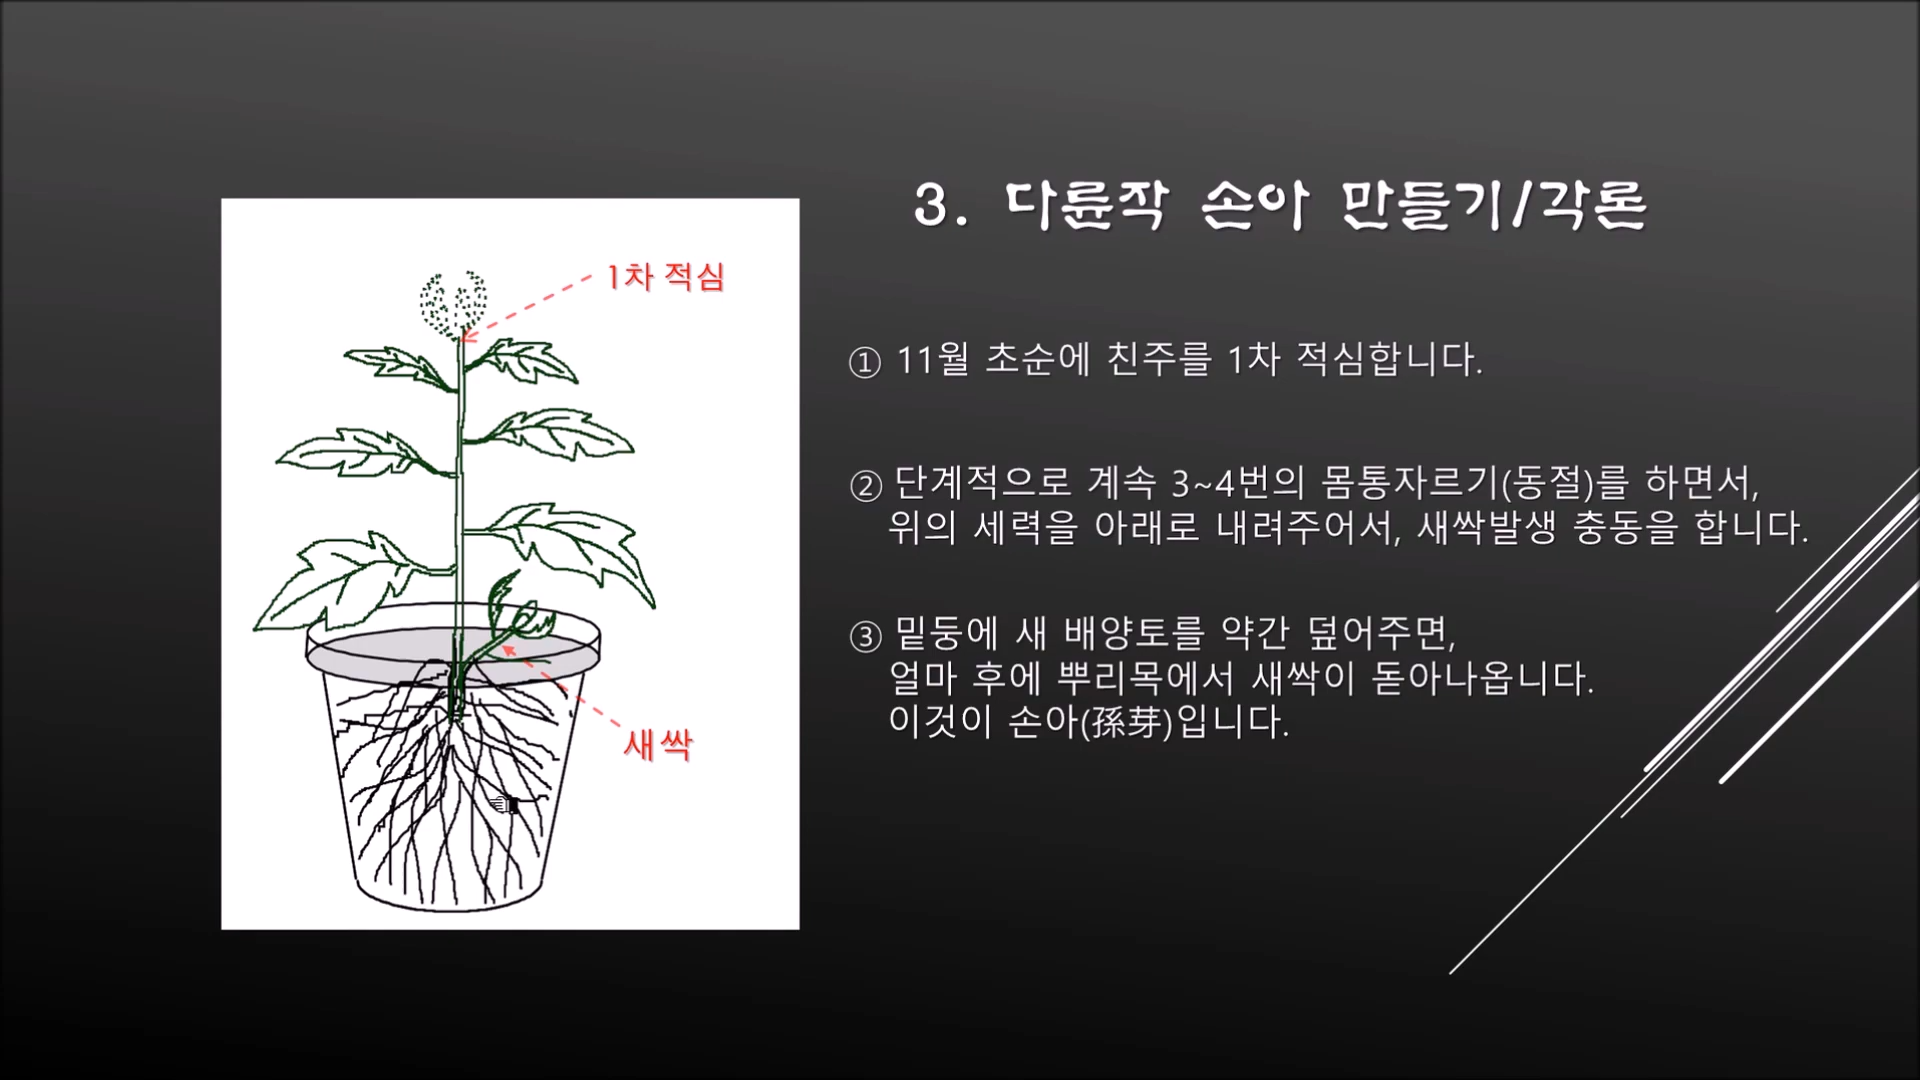 3. 다륜작 손아 만들기/각론
1차 적심
새싹
① 11월 초순에 친주를 1차 적심합니다.
② 단계적으로 계속 3~4번의 몸통자르기(동절)를 하면서,
위의 세력을 아래로 내려주어서, 새싹발생 충동을 합니다.
③ 밑둥에 새 배양토를 약간 덮어주면,
얼마 후에 뿌리목에서 새싹이 돋아나옵니다.
이것이 손아(孫芽)입니다.